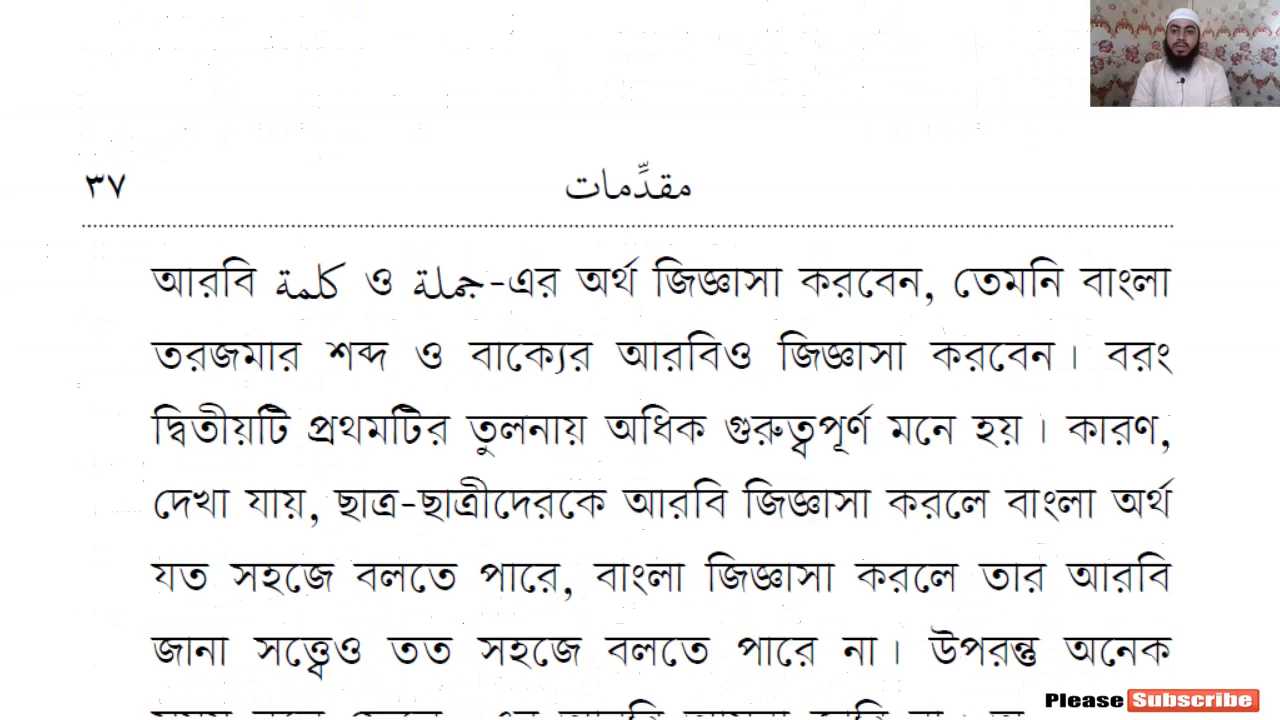 ٣٧ مقدِّمات
আরবি كلمة ও جملة-এর অর্থ জিজ্ঞাসা করবেন, তেমনি বাংলা
তরজমার শব্দ ও বাক্যের আরবিও জিজ্ঞাসা করবেন। বরং
দ্বিতীয়টি প্রথমটির তুলনায় অধিক গুরুত্বপূর্ণ মনে হয়। কারণ,
দেখা যায়, ছাত্র-ছাত্রীদেরকে আরবি জিজ্ঞাসা করলে বাংলা অর্থ
যত সহজে বলতে পারে, বাংলা জিজ্ঞাসা করলে তার আরবি
জানা সত্ত্বেও তত সহজে বলতে পারে না। উপরন্তু অনেক
Please Subscribe